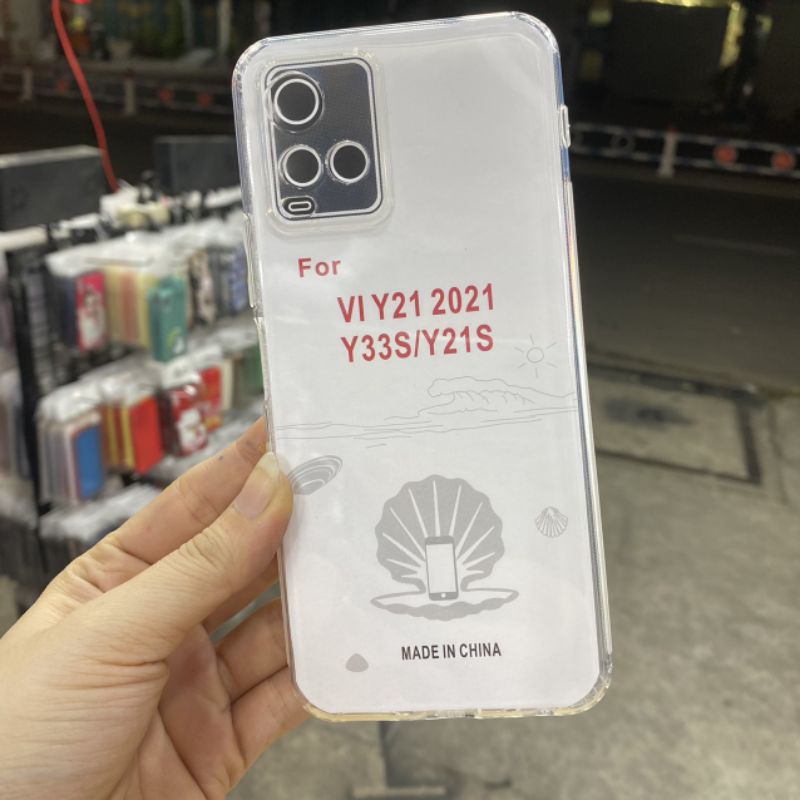 For
VI Y21 2021
Y33S/Y21S
MADE IN CHINA